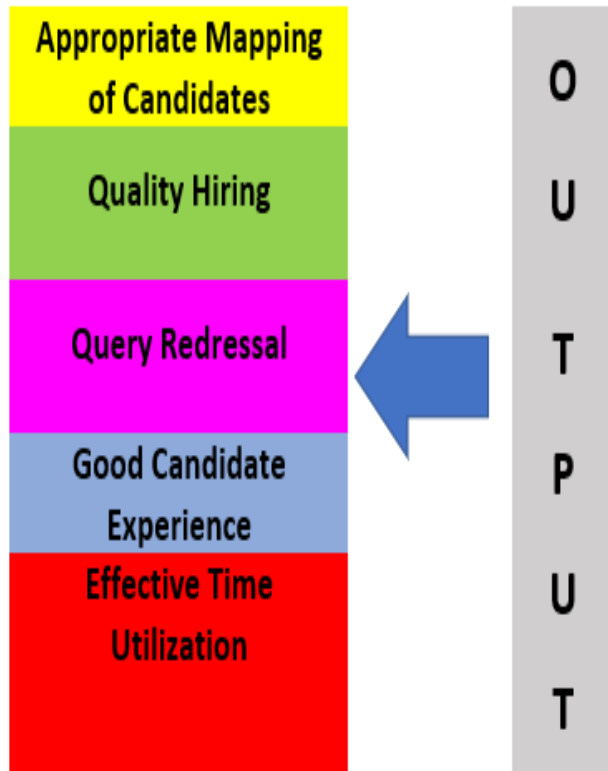 Appropriate Mapping
of Candidates
Quality Hiring
Query Redressal
Good Candidate
Experience
Effective Time
Utilization
O
U
T
P
U
T